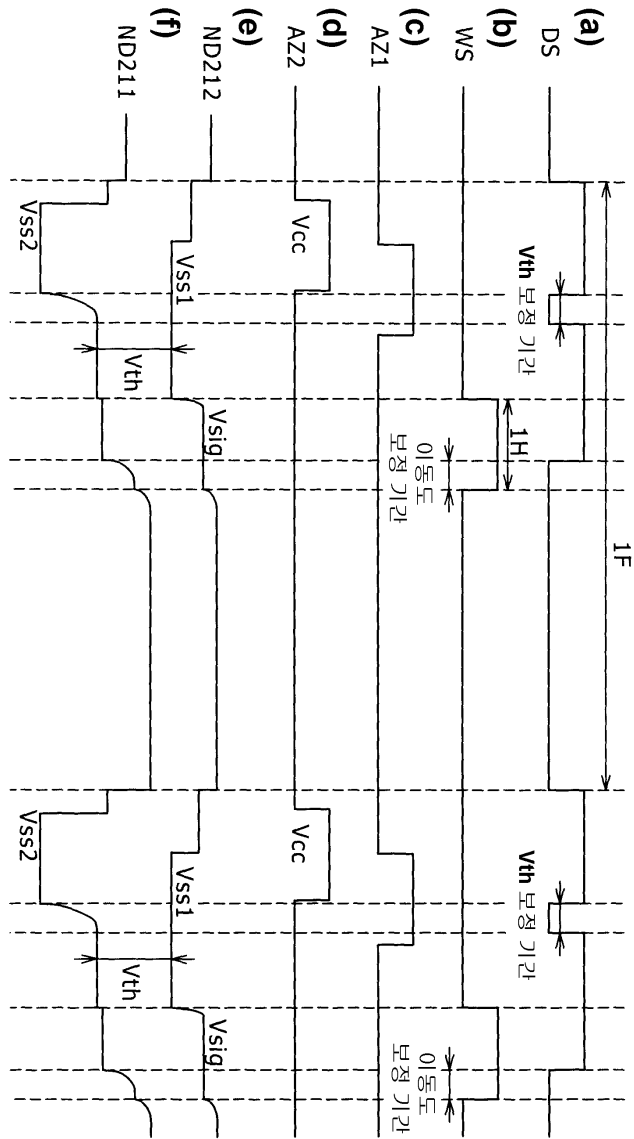 1F
(a)
DS
Vth 보정 기간
Vth 보정 기간
(b)
WS
1H
이동도
보정 기간
이동도
보정 기간
(c)
AZ1
(d)
AZ2
Vcc
Vcc
(e)
ND212
Vss1
Vsig
Vss1
Vsig
(f)
ND211
Vss2
Vth
Vss2
Vth